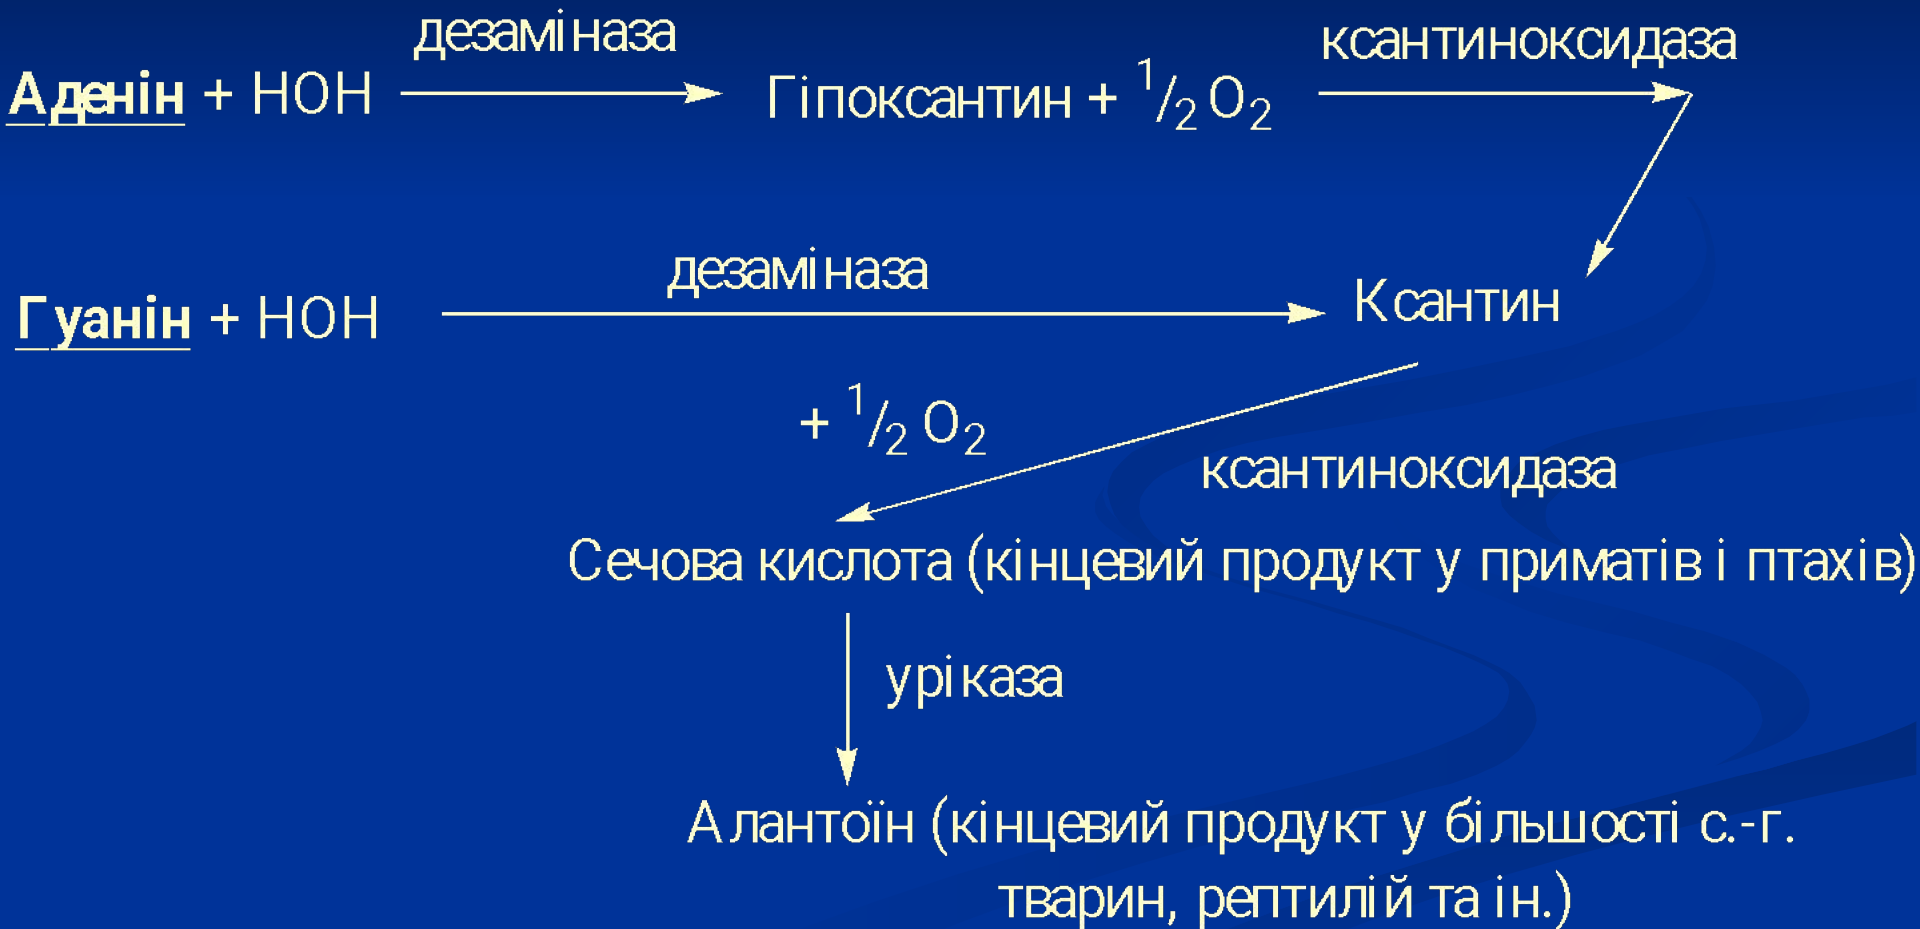 дезаміназа ксантиноксидаза
Аденін + НОН Гіпоксантин + 1/2 O2
дезаміназа
Гуанін + НОН Ксантин
+ 1/2 O2
ксантиноксидаза
Сечова кислота (кінцевий продукт у приматів і птахів)
уріказа
Алантоїн (кінцевий продукт у більшості с.-г.
тварин, рептилій та ін.)